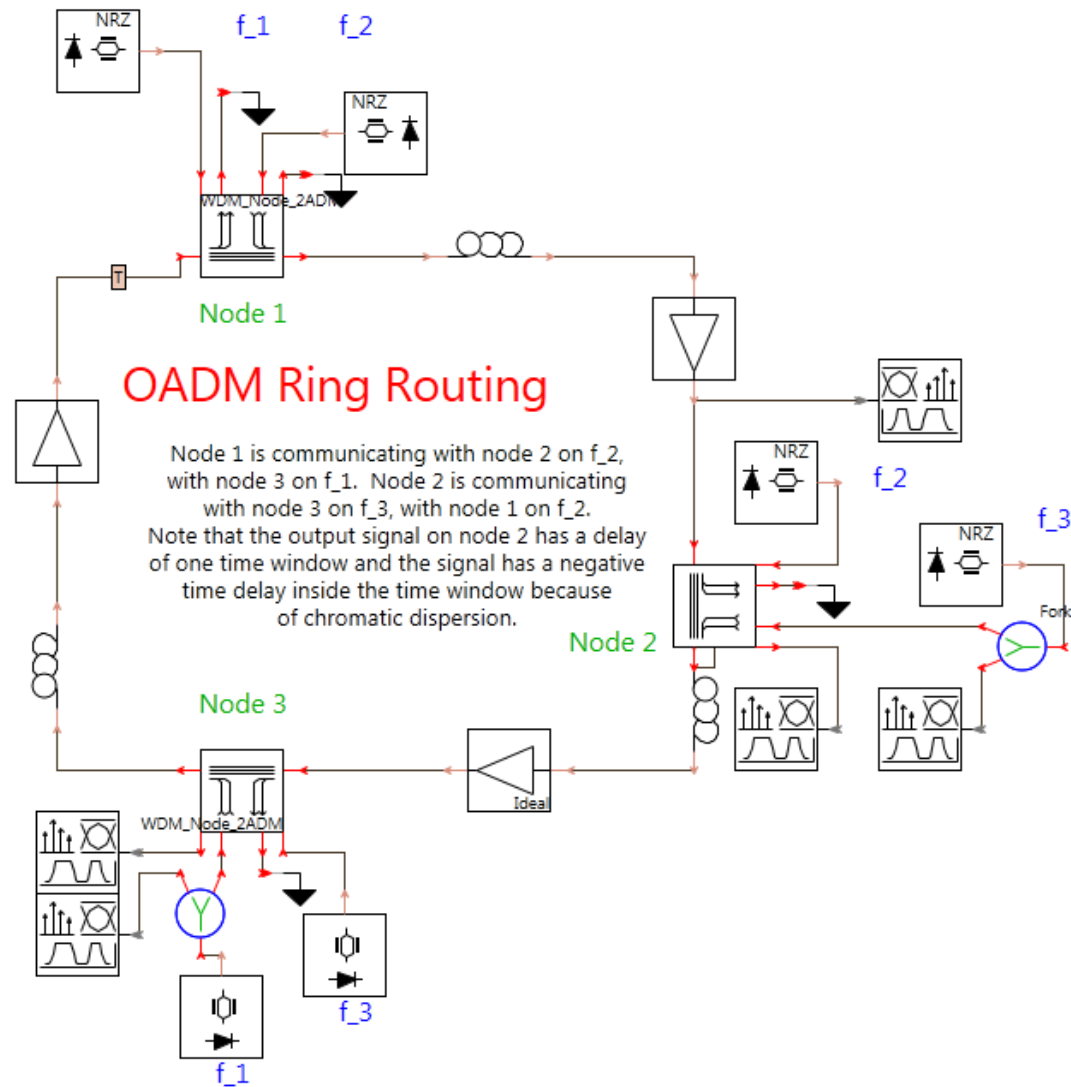 NRZ
f_1
f_2
NRZ
WDM_Node_2ADM
T
Node 1
OADM Ring Routing
Node 1 is communicating with node 2 on f_2,
with node 3 on f_1. Node 2 is communicating
with node 3 on f_3, with node 1 on f_2.
Note that the output signal on node 2 has a delay
of one time window and the signal has a negative
time delay inside the time window because
of chromatic dispersion.
NRZ
f_2
f_3
NRZ
Fork
Node 2
Node 3
Ideal
WDM_Node_2ADM
f_3
f_1